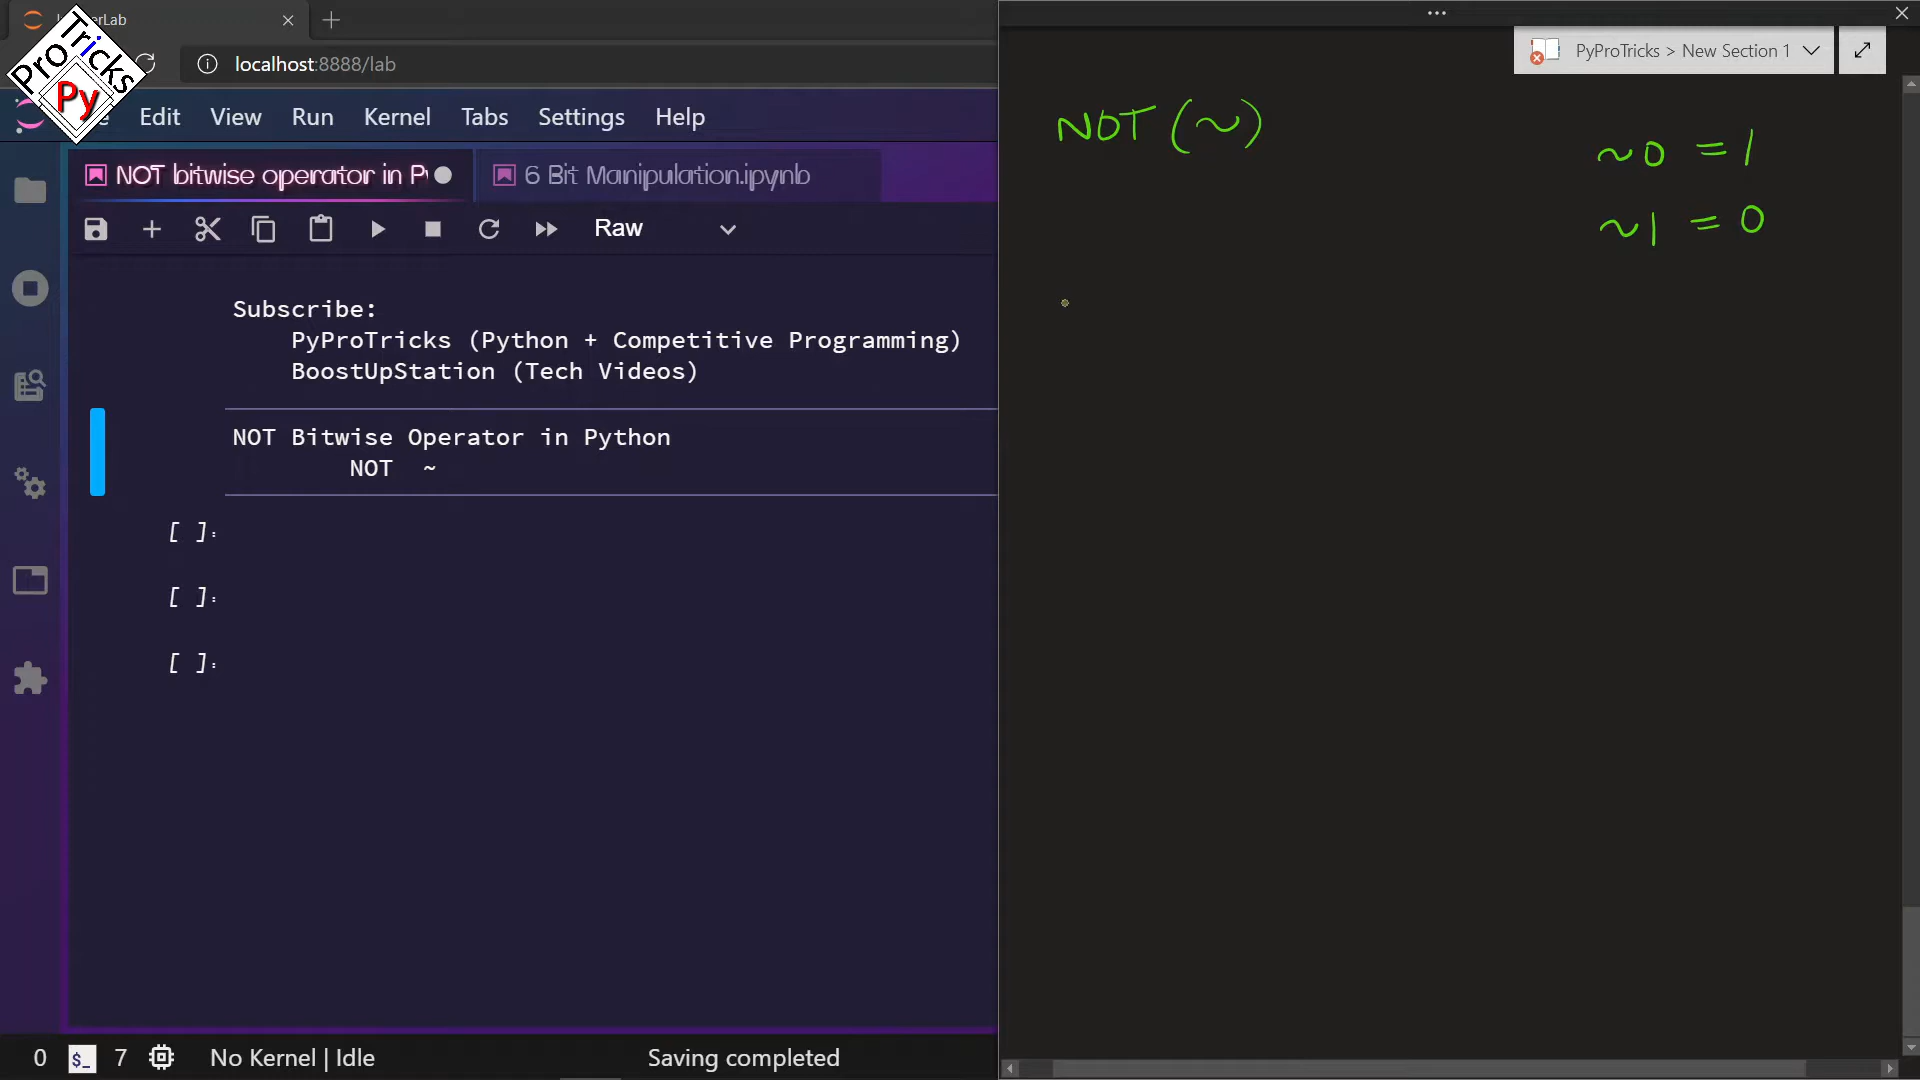 JupyterLab
ProTricks
Py
localhost:8888/lab
Edit View Run Kernel Tabs Settings Help
NOT bitwise operator in P
6 Bit Manipulation.ipynb
Raw
Subscribe:
PyProTricks (Python + Competitive Programming)
BoostUpStation (Tech Videos)
NOT Bitwise Operator in Python
NOT ~
[ ]:
[ ]:
[ ]:
0 $_ 7 No Kernel | Idle Saving completed
PyProTricks > New Section 1
NOT (~)
~0 = 1
~1 = 0